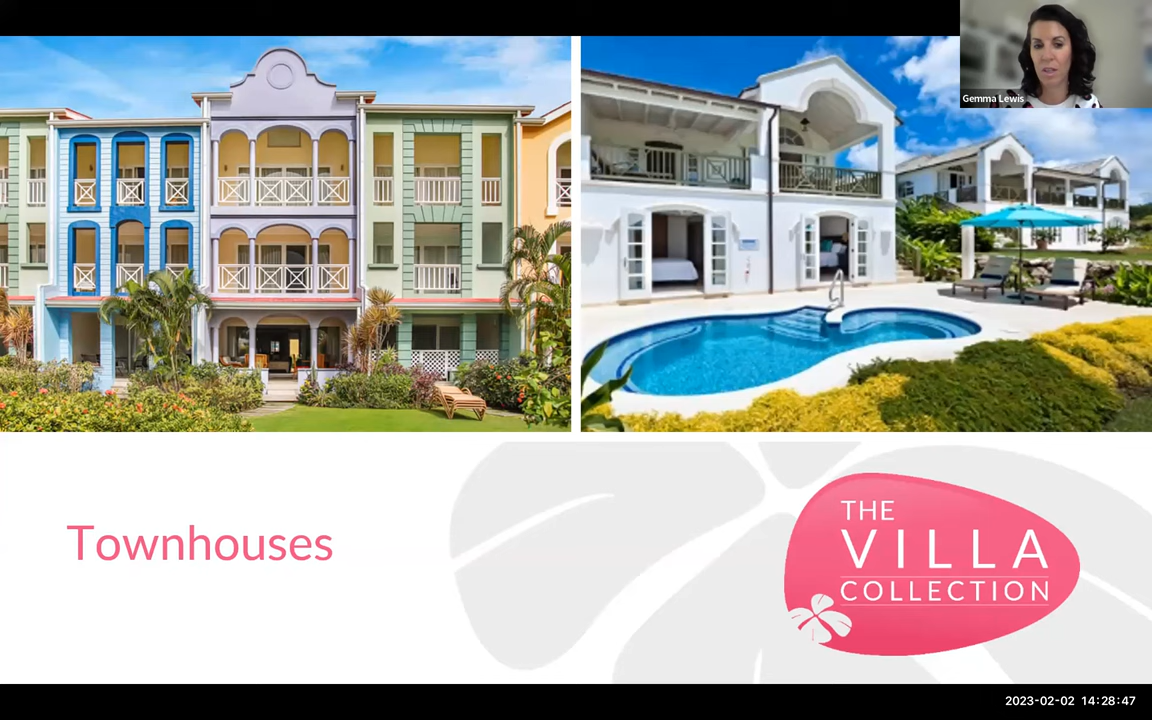 Gemma Lewis
Townhouses
THE
VILLA
COLLECTION
2023-02-02 14:28:47